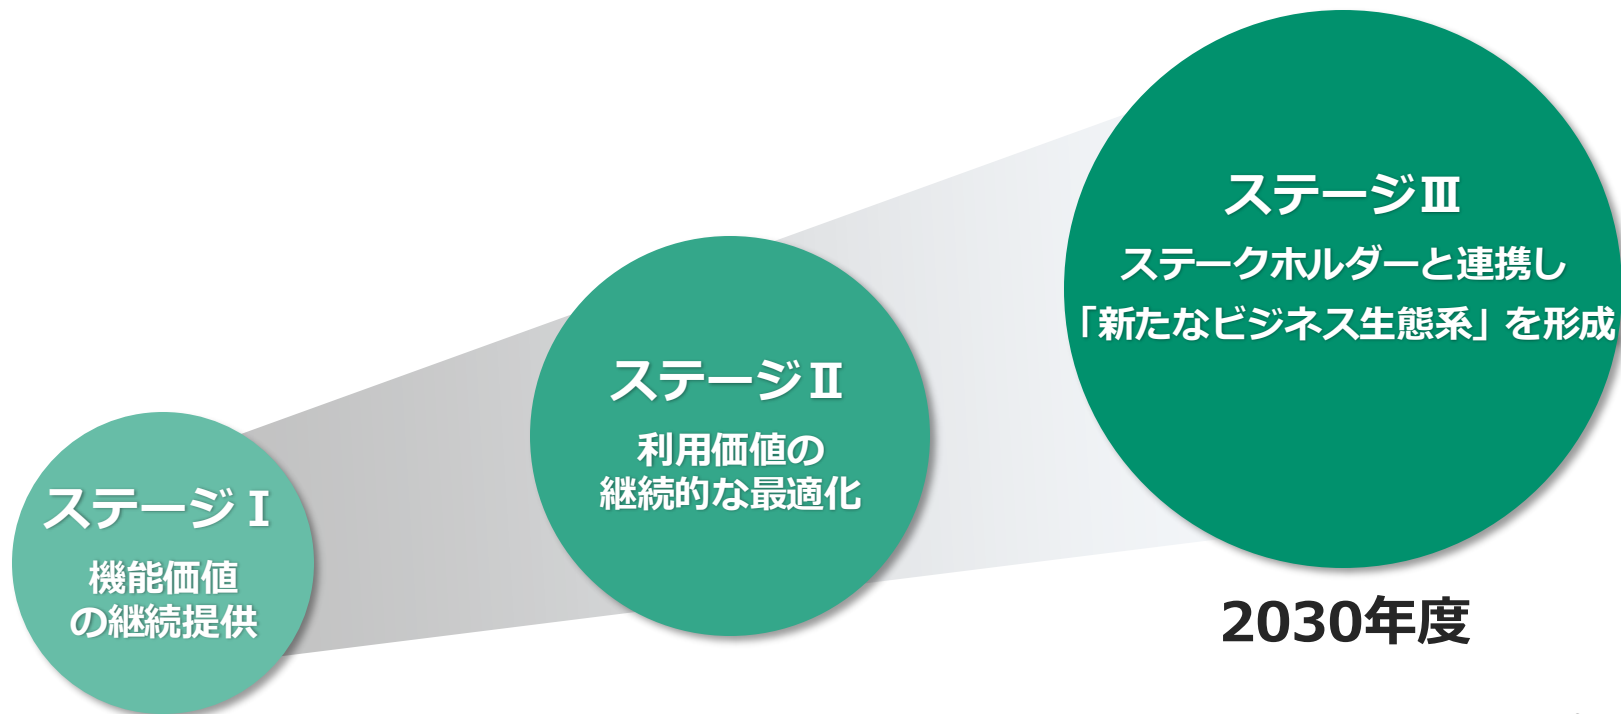 ステージⅢ
ステークホルダーと連携し
「新たなビジネス生態系」を形成
ステージⅡ
利用価値の
継続的な最適化
ステージⅠ
機能価値
の継続提供
2030年度